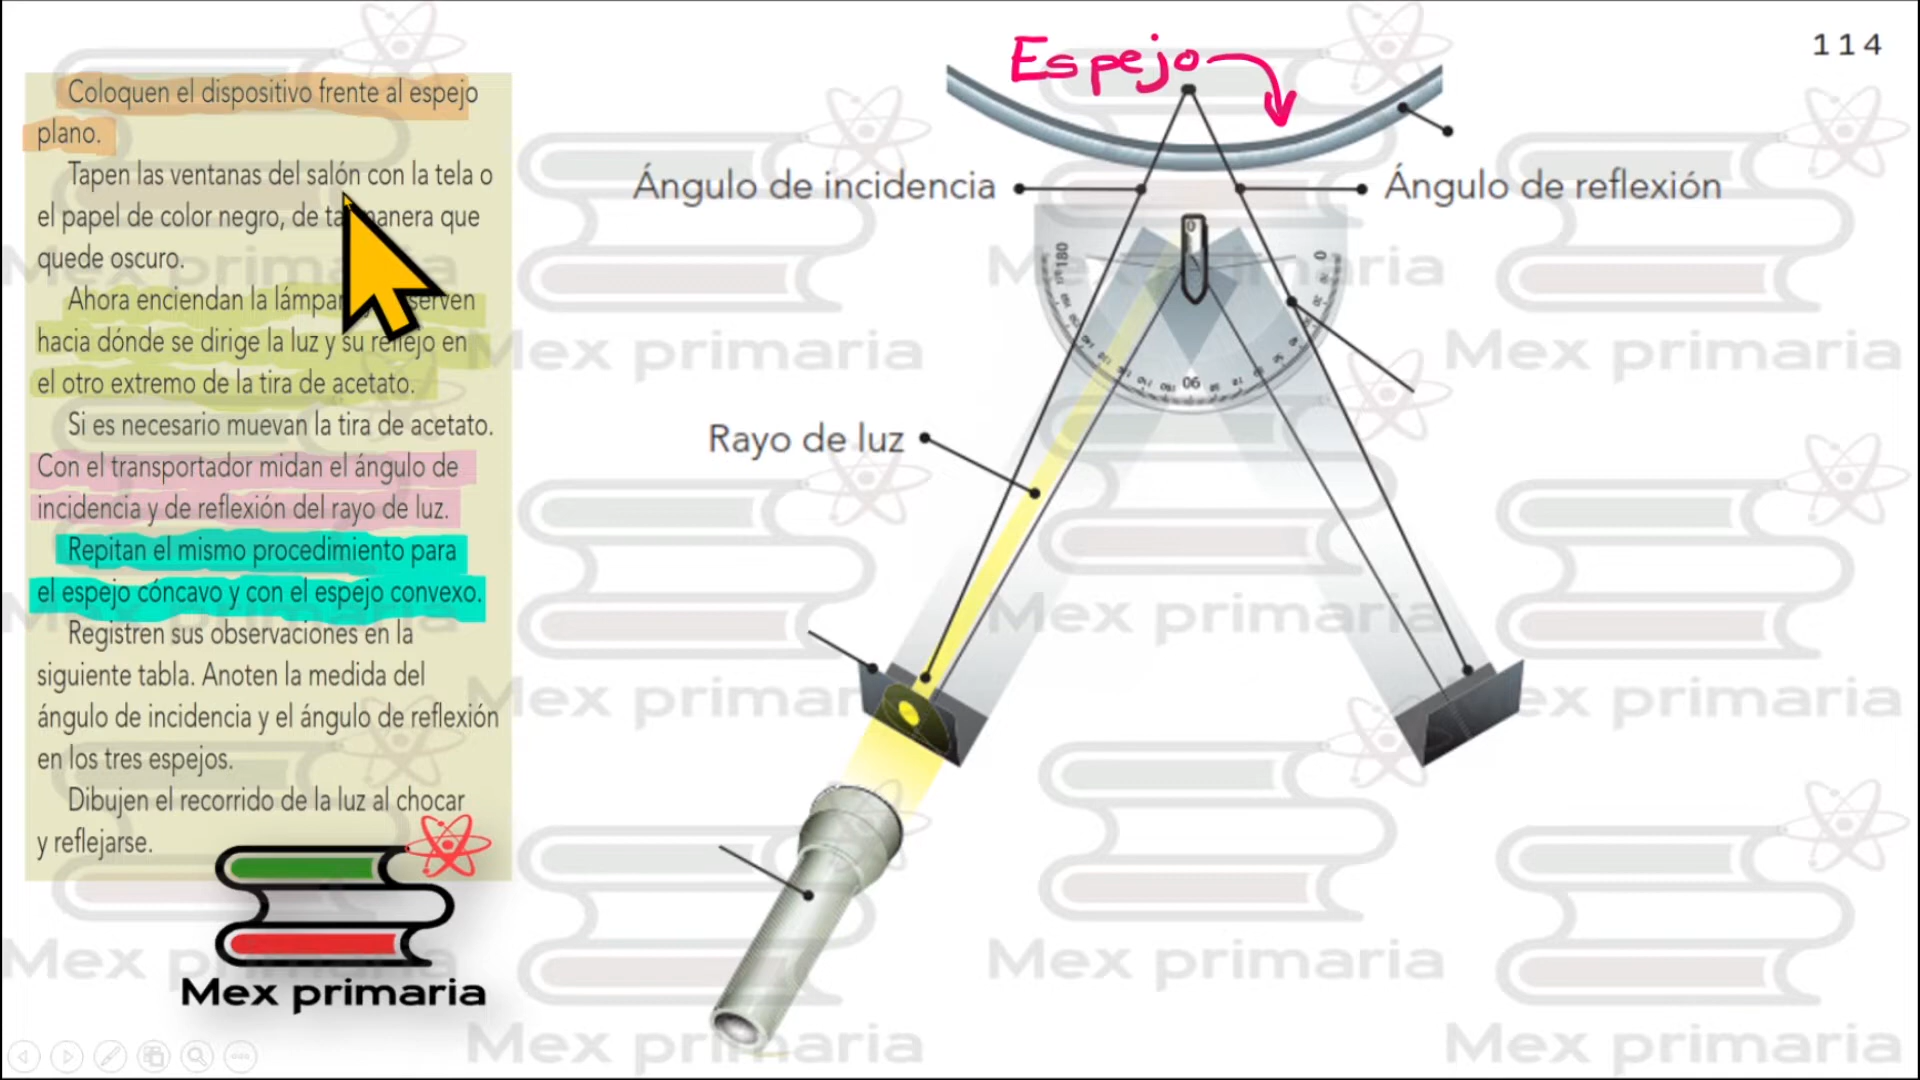 114
Espejo
Coloquen el dispositivo frente al espejo
plano.
Tapen las ventanas del salón con la tela o
el papel de color negro, de manera que
quede oscuro.
Ahora enciendan la
hacia dónde se dirige la luz y su reflejo en
el otro extremo de la tira de acetato.
Si es necesario muevan la tira de acetato.
Con el transportador midan el ángulo de
incidencia y de reflexión del rayo de luz.
Repitan el mismo procedimiento para
el espejo cóncavo y con el espejo convexo.
Registren sus observaciones en la
siguiente tabla. Anoten la medida del
ángulo de incidencia y el ángulo de reflexión
en los tres espejos.
Dibujen el recorrido de la luz al chocar
y reflejarse.
Mex primaria
Ángulo de incidencia
Ángulo de reflexión
0
180
0
90
Rayo de luz